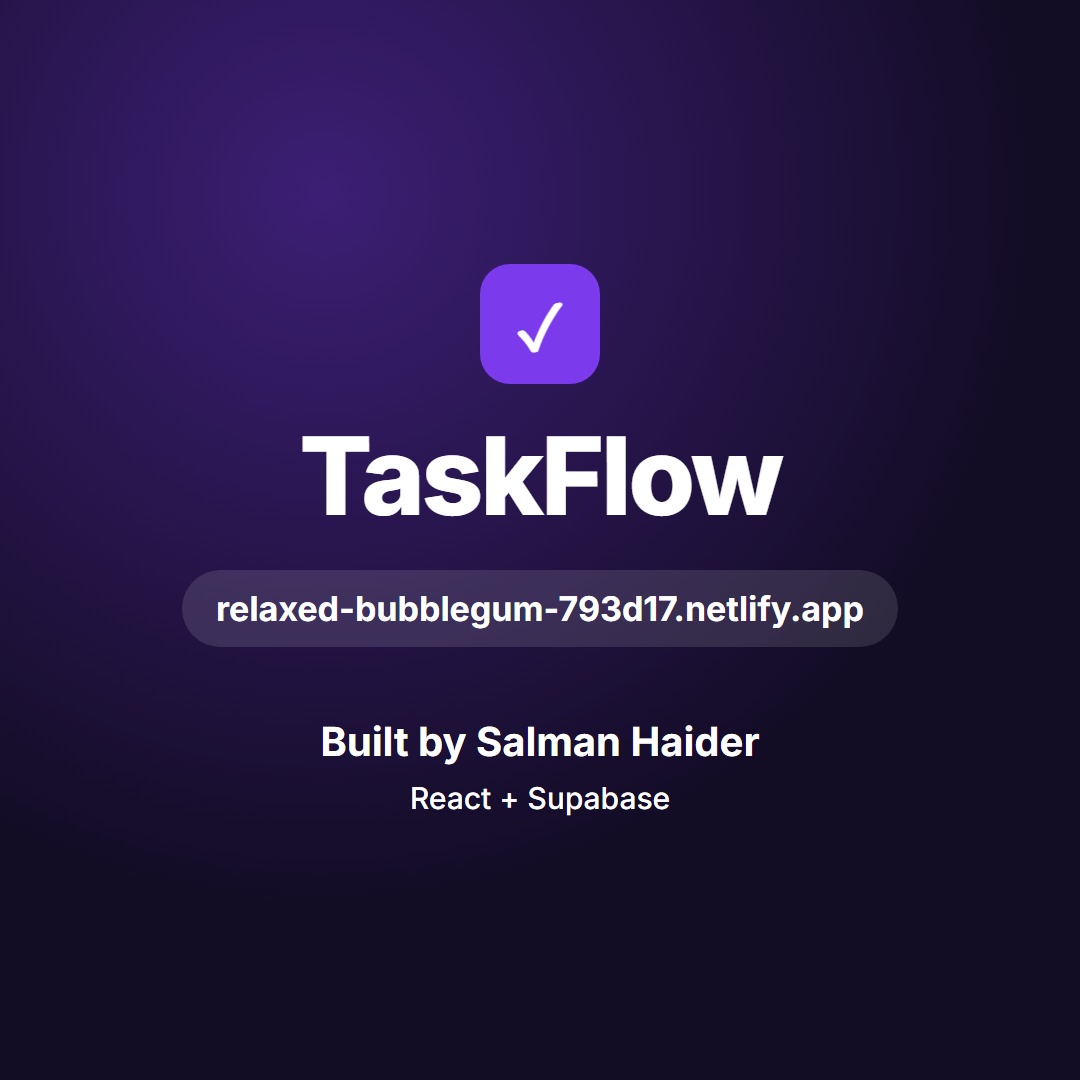 TaskFlow
relaxed-bubblegum-793d17.netlify.app
Built by Salman Haider
React + Supabase